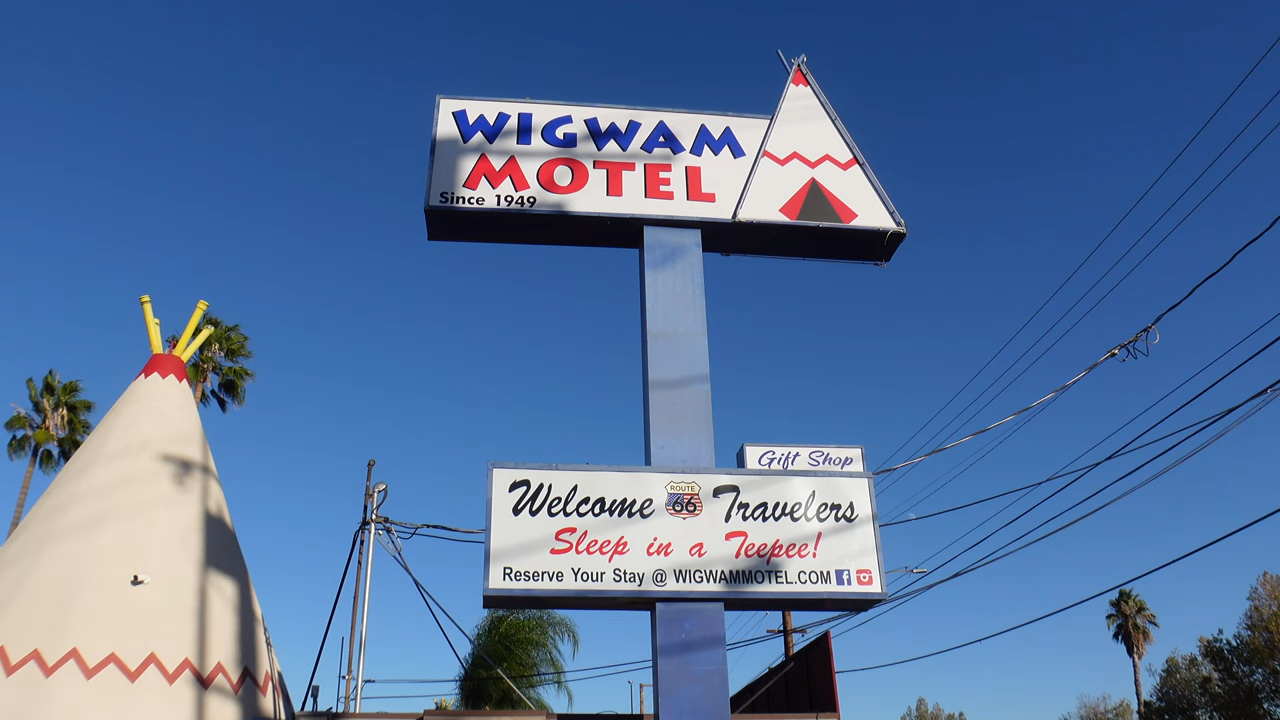 WIGWAM
MOTEL
Since 1949
Gift Shop
Welcome ROUTE 66 Travelers
Sleep in a Teepee!
Reserve Your Stay @ WIGWAMMOTEL.COM